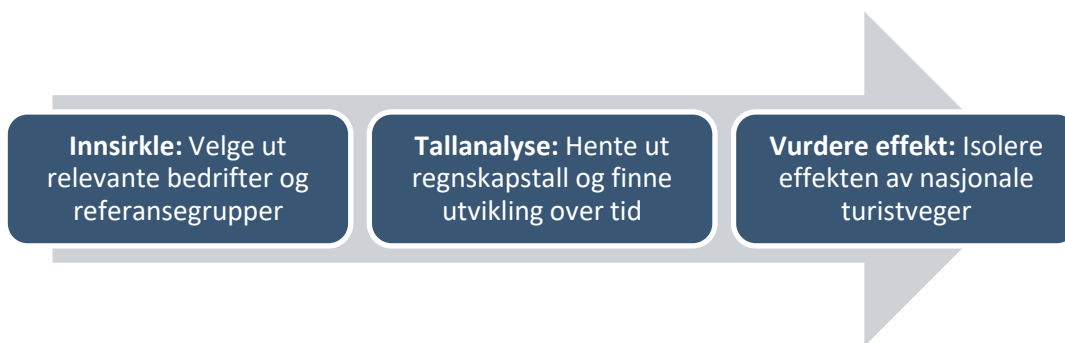 Innsirkle: Velge ut
relevante bedrifter og
referansegrupper
Tallanalyse: Hente ut
regnskapstall og finne
utvikling over tid
Vurdere effekt: Isolere
effekten av nasjonale
turistveger